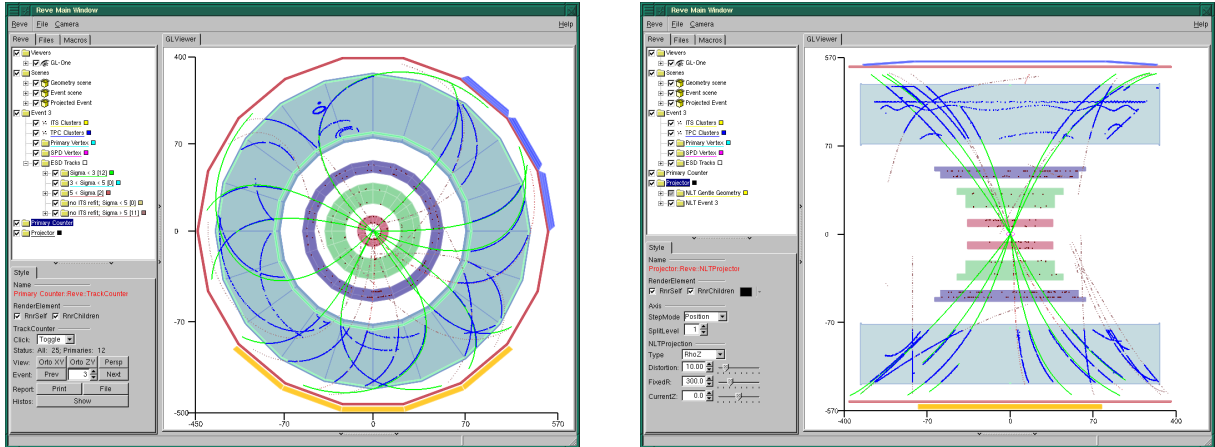 Reve Main Window
Reve File Camera Help
Reve Files Macros
GLViewer
Viewers
GL-One
Scenes
Geometry scene
Event scene
Projected Event
Event 3
ITS Clusters
TPC Clusters
Primary Vertex
SPD Vertex
ESD Tracks
Sigma < 3 [12]
3 < Sigma < 5 [0]
5 < Sigma [2]
no ITS refit; Sigma < 5 [0]
no ITS refit; Sigma < 5 [11]
Primary Counter
Projector
Style
Name
Primary Counter:Reve::TrackCounter
RenderElement
RnrSelf RnrChildren
TrackCounter
Click: Toggle
Status: All: 25; Primaries: 12
View: Orto XY Orto ZY Persp
Event: Prev 3 Next
Report: Print File
Histos: Show
400
70
0
-70
-500
-450 -70 0 70 570
Reve Main Window
Reve File Camera Help
Reve Files Macros
GLViewer
Viewers
GL-One
Scenes
Geometry scene
Event scene
Projected Event
Event 3
ITS Clusters
TPC Clusters
Primary Vertex
SPD Vertex
ESD Tracks
Primary Counter
Projector
NLT Gentle Geometry
NLT Event 3
Style
Name
Projector:Reve::NLTProjector
RenderElement
RnrSelf RnrChildren
Axis
StepMode Position
SplitLevel 1
NLTProjection
Type RhoZ
Distortion: 10.00
FixedR: 300.0
CurrentZ: 0.0
570
70
0
-70
-570
-400 -70 0 70 400